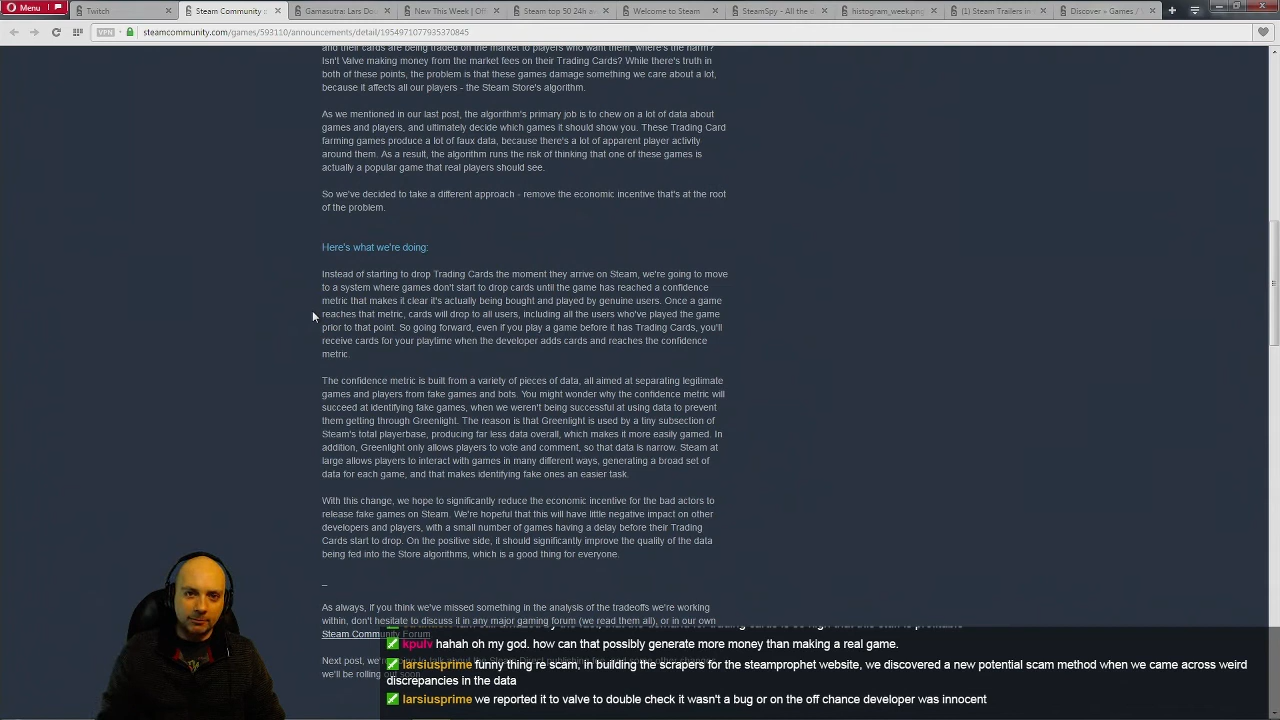 Menu
Twitch
Steam Community ::
Gamasutra: Lars Do
New This Week | Offi
Steam top 50 24h a
Welcome to Steam
SteamSpy - All the d
histogram_week.png
(1) Steam Trailers in
Discover » Games /
VPN
steamcommunity.com/games/593110/announcements/detail/1954971077935370845
and their cards are being traded on the market to players who want them, where's the harm?
Isn't Valve making money from the market fees on their Trading Cards? While there's truth in
both of these points, the problem is that these games damage something we care about a lot,
because it affects all our players - the Steam Store's algorithm.
As we mentioned in our last post, the algorithm's primary job is to chew on a lot of data about
games and players, and ultimately decide which games it should show you. These Trading Card
farming games produce a lot of faux data, because there's a lot of apparent player activity
around them. As a result, the algorithm runs the risk of thinking that one of these games is
actually a popular game that real players should see.
So we've decided to take a different approach - remove the economic incentive that's at the root
of the problem.
Here's what we're doing:
Instead of starting to drop Trading Cards the moment they arrive on Steam, we're going to move
to a system where games don't start to drop cards until the game has reached a confidence
metric that makes it clear it's actually being bought and played by genuine users. Once a game
reaches that metric, cards will drop to all users, including all the users who've played the game
prior to that point. So going forward, even if you play a game before it has Trading Cards, you'll
receive cards for your playtime when the developer adds cards and reaches the confidence
metric.
The confidence metric is built from a variety of pieces of data, all aimed at separating legitimate
games and players from fake games and bots. You might wonder why the confidence metric will
succeed at identifying fake games, when we weren't being successful at using data to prevent
them getting through Greenlight. The reason is that Greenlight is used by a tiny subsection of
Steam's total playerbase, producing far less data overall, which makes it more easily gamed. In
addition, Greenlight only allows players to vote and comment, so that data is narrow. Steam at
large allows players to interact with games in many different ways, generating a broad set of
data for each game, and that makes identifying fake ones an easier task.
With this change, we hope to significantly reduce the economic incentive for the bad actors to
release fake games on Steam. We're hopeful that this will have little negative impact on other
developers and players, with a small number of games having a delay before their Trading
Cards start to drop. On the positive side, it should significantly improve the quality of the data
being fed into the Store algorithms, which is a good thing for everyone.
_
As always, if you think we've missed something in the analysis of the tradeoffs we're working
within, don't hesitate to discuss it in any major gaming forum (we read them all), or in our own
Steam Community Forum
Next post, we're
we'll be rolling out soon.
kpulv hahah oh my god. how can that possibly generate more money than making a real game.
larsiusprime funny thing re scam, in building the scrapers for the steamprophet website, we discovered a new potential scam method when we came across weird
discrepancies in the data
larsiusprime we reported it to valve to double check it wasn't a bug or on the off chance developer was innocent